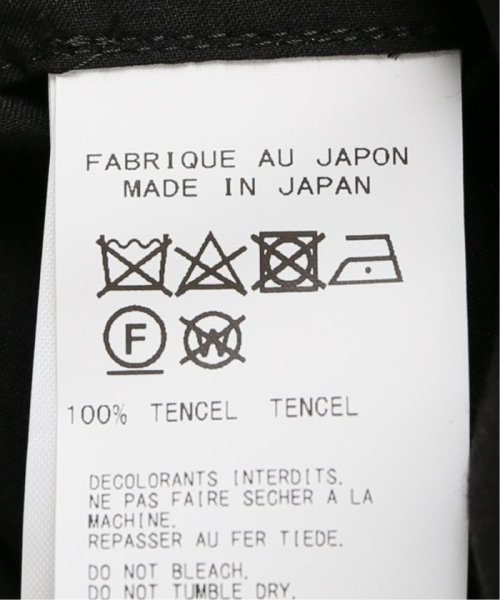 FABRIQUE AU JAPON
MADE IN JAPAN
F W
100% TENCEL TENCEL
DECOLORANTS INTERDITS.
NE PAS FAIRE SECHER A LA
MACHINE.
REPASSER AU FER TIEDE.
DO NOT BLEACH.
DO NOT TUMBLE DRY.